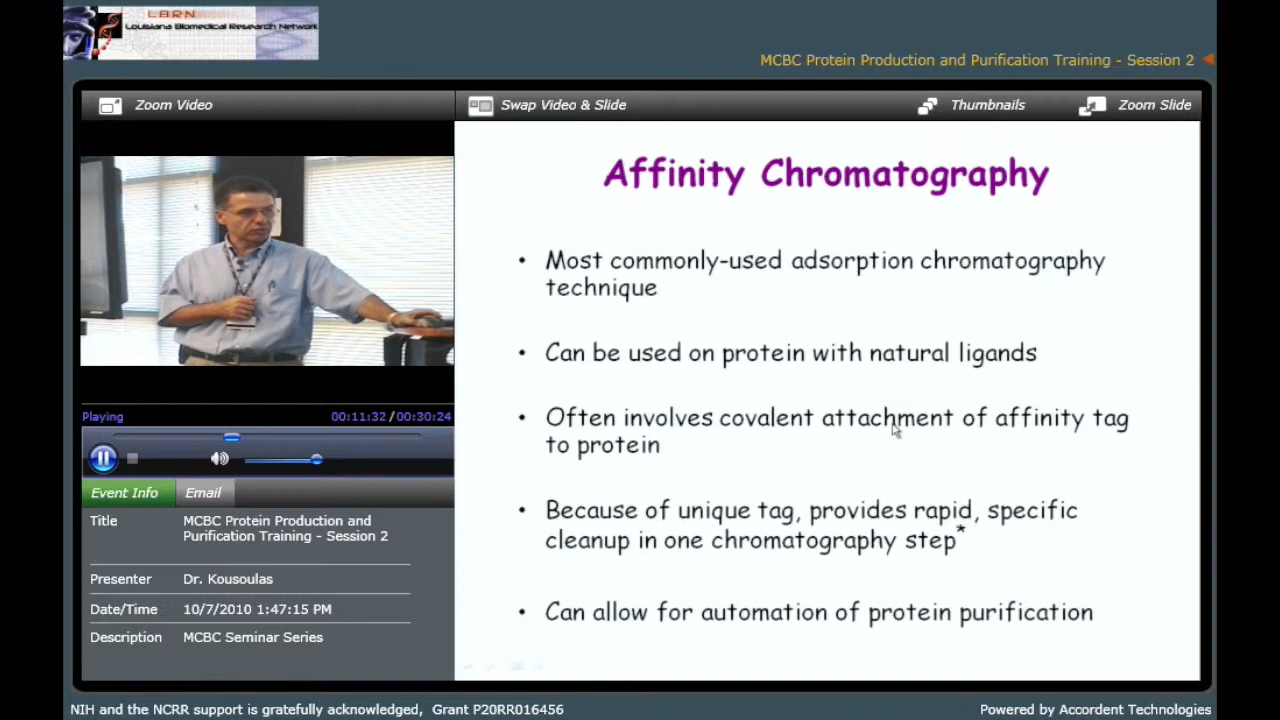 LBRN
Louisiana Biomedical Research Network
MCBC Protein Production and Purification Training - Session 2
Zoom Video
Swap Video & Slide
Thumbnails
Zoom Slide
Affinity Chromatography
• Most commonly-used adsorption chromatography
technique
• Can be used on protein with natural ligands
• Often involves covalent attachment of affinity tag
to protein
• Because of unique tag, provides rapid, specific
cleanup in one chromatography step*
• Can allow for automation of protein purification
Playing
00:11:32/00:30:24
Event Info
Email
Title MCBC Protein Production and
Purification Training - Session 2
Presenter Dr. Kousoulas
Date/Time 10/7/2010 1:47:15 PM
Description MCBC Seminar Series
NIH and the NCRR support is gratefully acknowledged, Grant P20RR016456
Powered by Accordent Technologies